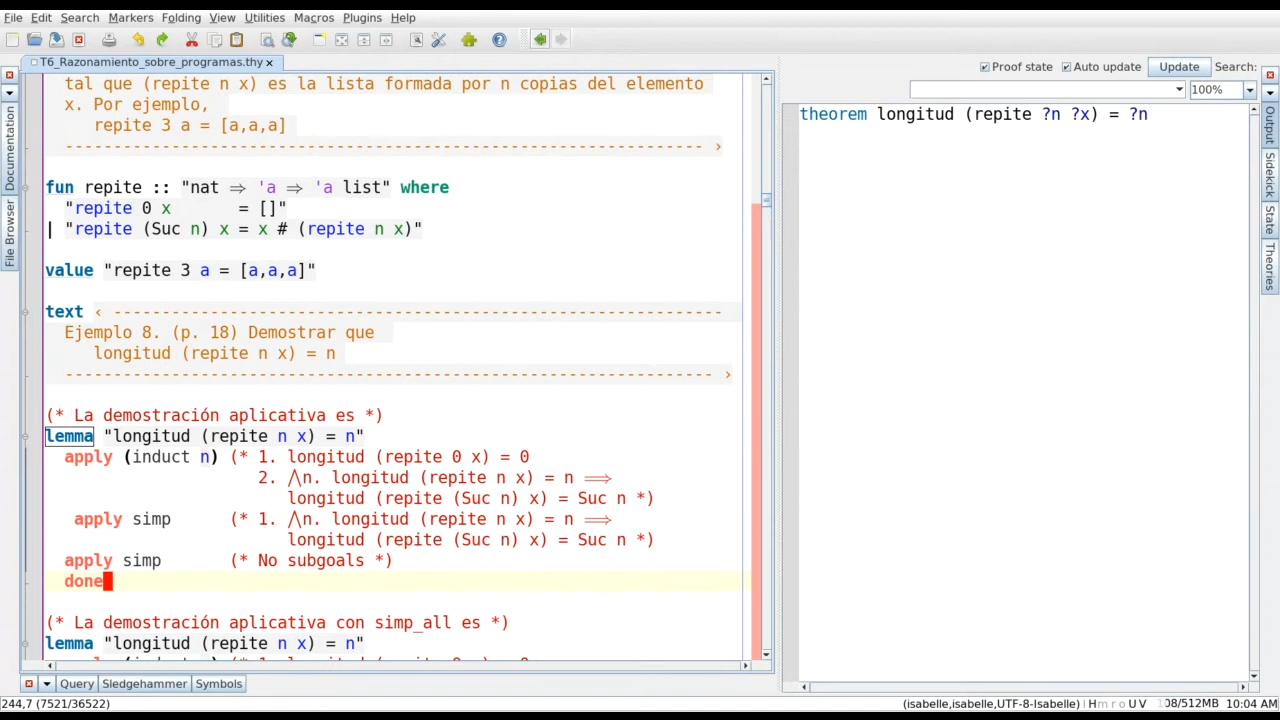 File Edit Search Markers Folding View Utilities Macros Plugins Help
T6_Razonamiento_sobre_programas.thy
Proof state Auto update Update Search:
100%
tal que (repite n x) es la lista formada por n copias del elemento
x. Por ejemplo,
repite 3 a = [a,a,a]
------------------------------------------------------------------- ›
fun repite :: "nat ⇒ 'a ⇒ 'a list" where
"repite 0 x       = []"
| "repite (Suc n) x = x # (repite n x)"
value "repite 3 a = [a,a,a]"
text ‹ ---------------------------------------------------------------
Ejemplo 8. (p. 18) Demostrar que
longitud (repite n x) = n
-------------------------------------------------------------------- ›
(* La demostración aplicativa es *)
lemma "longitud (repite n x) = n"
apply (induct n) (* 1. longitud (repite 0 x) = 0
2. ⋀n. longitud (repite n x) = n ⟹
longitud (repite (Suc n) x) = Suc n *)
apply simp      (* 1. ⋀n. longitud (repite n x) = n ⟹
longitud (repite (Suc n) x) = Suc n *)
apply simp       (* No subgoals *)
done
(* La demostración aplicativa con simp_all es *)
lemma "longitud (repite n x) = n"
theorem longitud (repite ?n ?x) = ?n
Documentation
File Browser
Output
Sidekick
State
Theories
Query Sledgehammer Symbols
244,7 (7521/36522)
(isabelle,isabelle,UTF-8-Isabelle) H m r o U V 08/512MB 10:04 AM